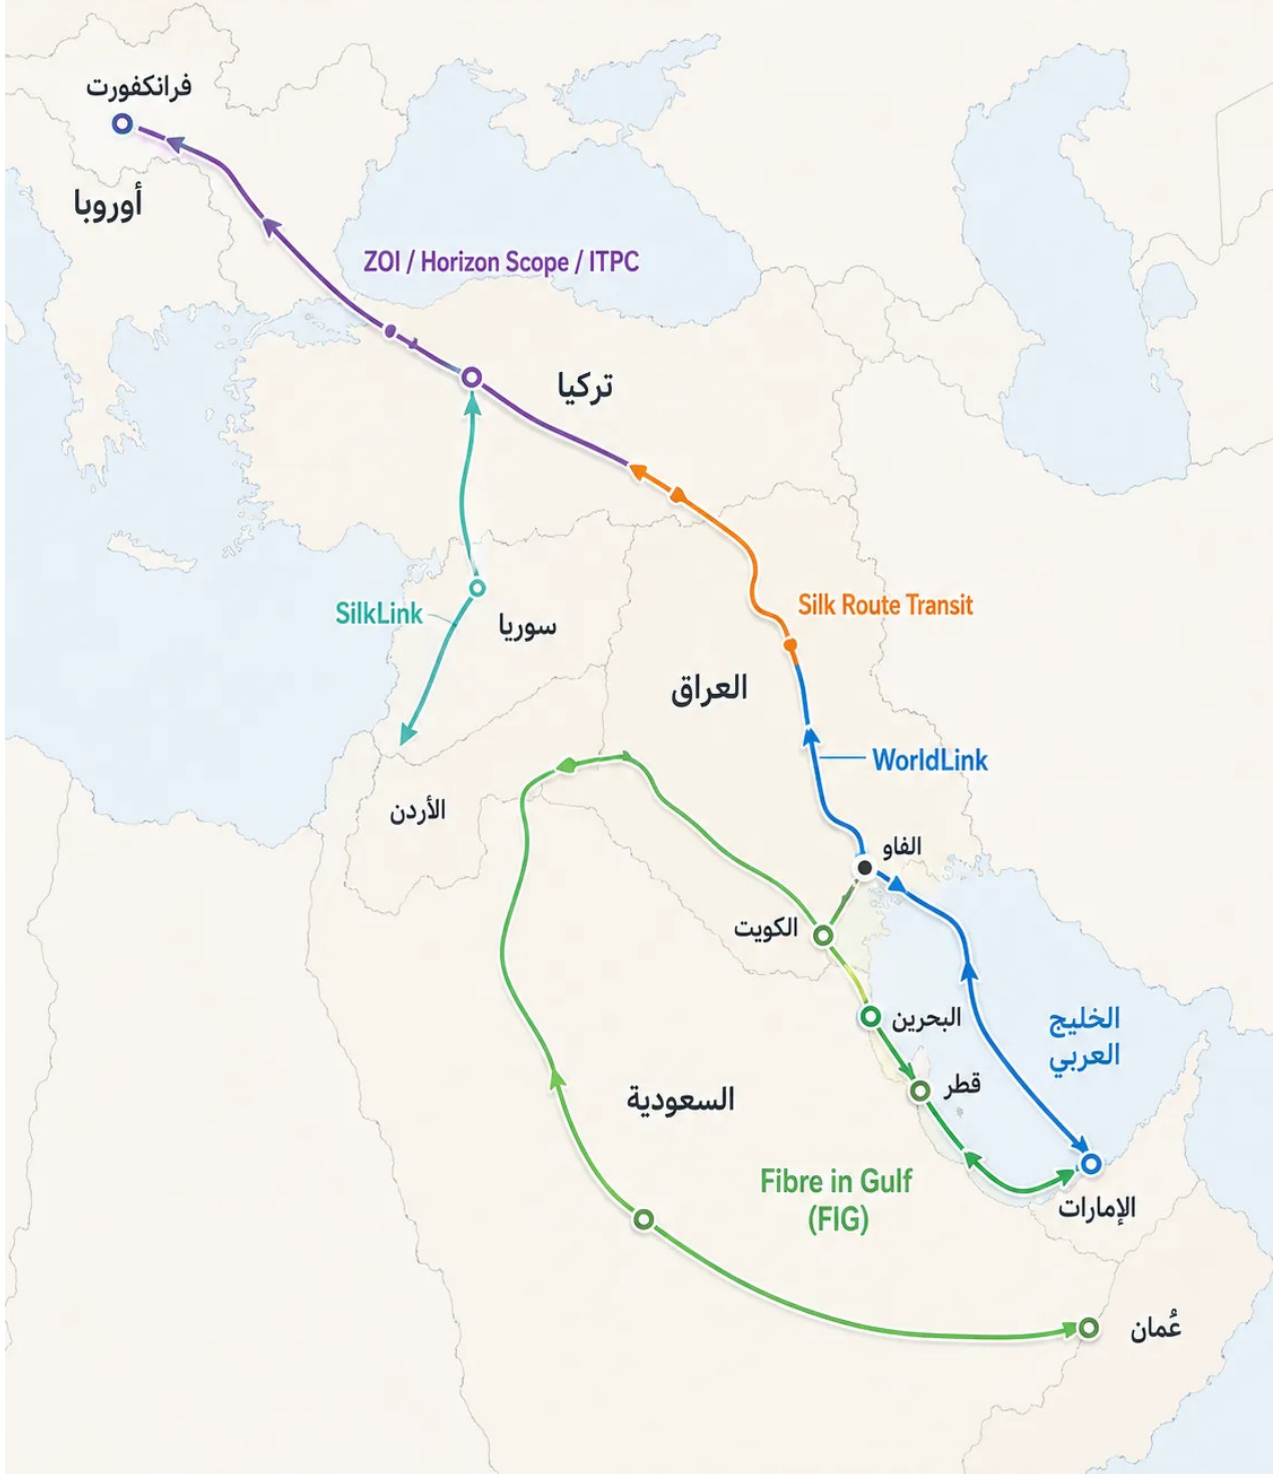 فرانكفورت
أوروبا
ZOI / Horizon Scope / ITPC
تركيا
SilkLink
سوريا
Silk Route Transit
العراق
WorldLink
الأردن
الفاو
الكويت
البحرين
الخليج
العربي
قطر
السعودية
Fibre in Gulf
(FIG)
الإمارات
عُمان